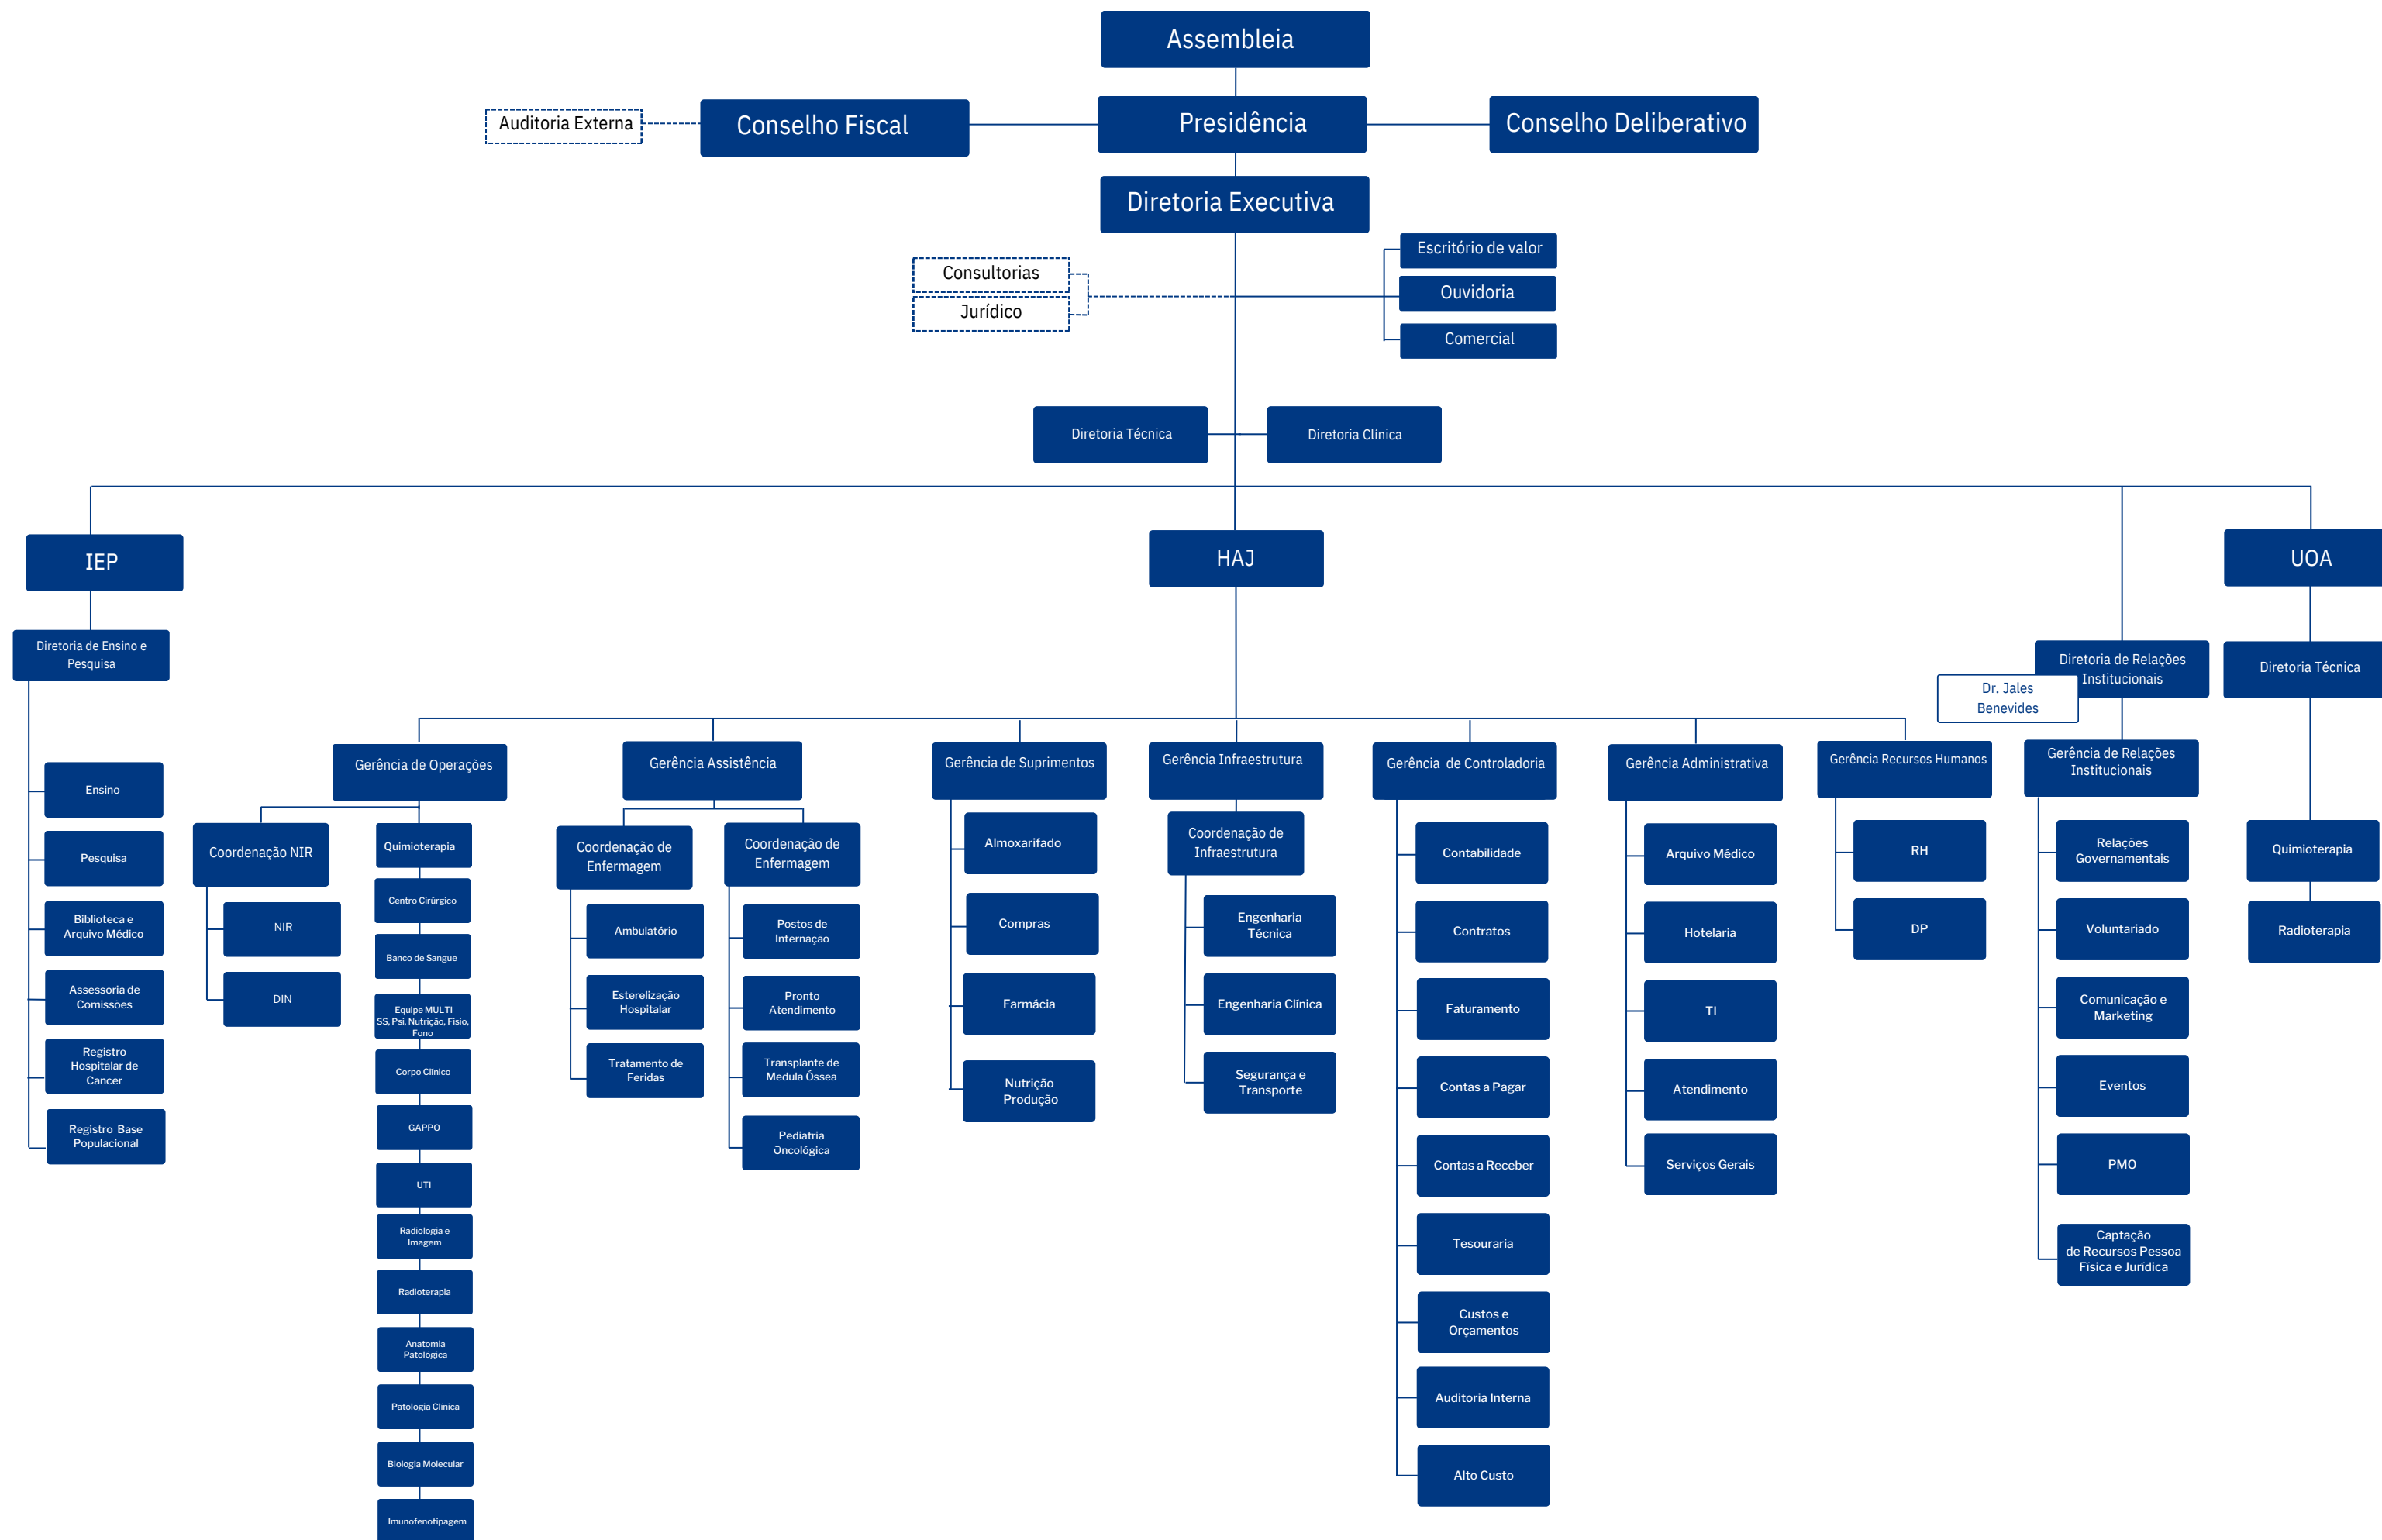 Assembleia
Auditoria Externa
Conselho Fiscal
Presidência
Conselho Deliberativo
Diretoria Executiva
Consultorias
Jurídico
Escritório de valor
Ouvidoria
Comercial
Diretoria Técnica
Diretoria Clínica
IEP
HAJ
UOA
Diretoria de Ensino e
Pesquisa
Ensino
Pesquisa
Biblioteca e
Arquivo Médico
Assessoria de
Comissões
Registro
Hospitalar de
Cancer
Registro Base
Populacional
Gerência de Operações
Coordenação NIR
NIR
DIN
Quimioterapia
Centro Cirúrgico
Banco de Sangue
Equipe MULTI
SS, Psi, Nutrição, Fisio,
Fono
Corpo Clínico
GAPPO
UTI
Radiologia e
Imagem
Radioterapia
Anatomia
Patológica
Patologia Clínica
Biologia Molecular
Imunofenotipagem
Gerência Assistência
Coordenação de
Enfermagem
Ambulatório
Esterelização
Hospitalar
Tratamento de
Feridas
Coordenação de
Enfermagem
Postos de
Internação
Pronto
Atendimento
Transplante de
Medula Óssea
Pediatria
Oncológica
Gerência de Suprimentos
Almoxarifado
Compras
Farmácia
Nutrição
Produção
Gerência Infraestrutura
Coordenação de
Infraestrutura
Engenharia
Técnica
Engenharia Clínica
Segurança e
Transporte
Gerência de Controladoria
Contabilidade
Contratos
Faturamento
Contas a Pagar
Contas a Receber
Tesouraria
Custos e
Orçamentos
Auditoria Interna
Alto Custo
Gerência Administrativa
Arquivo Médico
Hotelaria
TI
Atendimento
Serviços Gerais
Gerência Recursos Humanos
RH
DP
Diretoria de Relações
Institucionais
Dr. Jales
Benevides
Gerência de Relações
Institucionais
Relações
Governamentais
Voluntariado
Comunicação e
Marketing
Eventos
PMO
Captação
de Recursos Pessoa
Física e Jurídica
Diretoria Técnica
Quimioterapia
Radioterapia